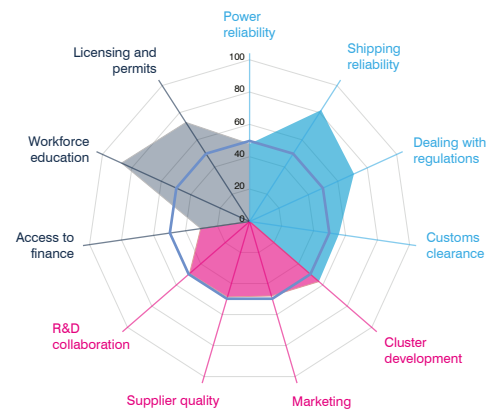 Power
reliability
Licensing and
permits
Shipping
reliability
100
80
60
40
20
0
Workforce
education
Dealing with
regulations
Access to
finance
Customs
clearance
R&D
collaboration
Cluster
development
Supplier quality
Marketing